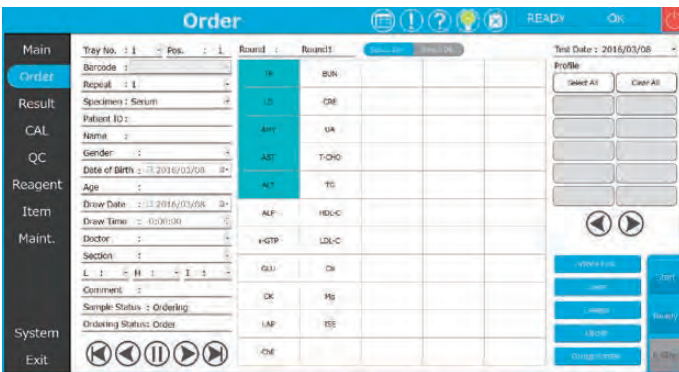 Order
READY
OK
Main
Order
Result
CAL
QC
Reagent
Item
Maint.
System
Exit
Tray No. : 1 Pos. : 1
Barcode :
Repeat : 1
Specimen : Serum
Patient ID :
Name :
Gender :
Date of Birth : 2016/03/08
Age :
Draw Date : 2016/03/08
Draw Time : 0:00:00
Doctor :
Section :
L : H : I :
Comment :
Sample Status : Ordering
Ordering Status: Order
Round : Round1
TP BUN
CRE
AMY UA
AST T-CHO
ALT TG
ALP HDL-C
r-GTP LDL-C
GLU Ca
CK Mg
LAP ISE
ChE
Test Date : 2016/03/08
Profile
Select All Clear All
Start
Ready